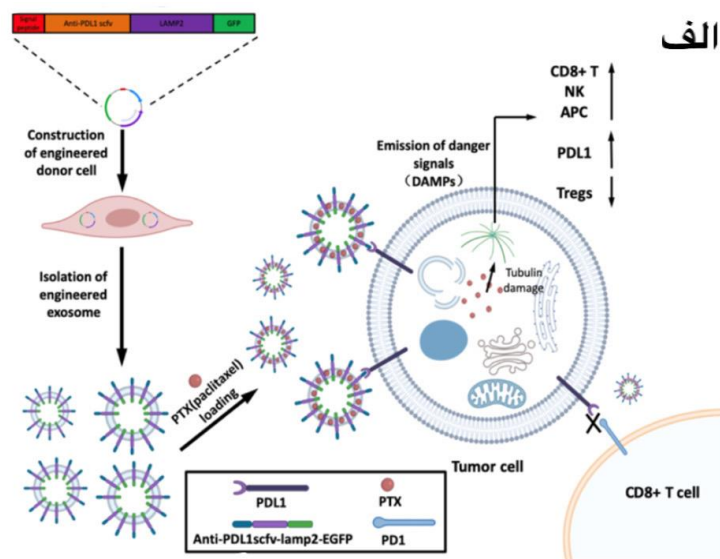 Signal peptide
Anti-PDL1 scfv
LAMP2
GFP
الف
Construction
of engineered
donor cell
Isolation of
engineered
exosome
PTX(paclitaxel)
loading
Emission of danger
signals
(DAMPs)
CD8+ T
NK
APC
PDL1
Tregs
Tubulin
damage
Tumor cell
CD8+ T cell
PDL1
PTX
Anti-PDL1scfv-lamp2-EGFP
PD1